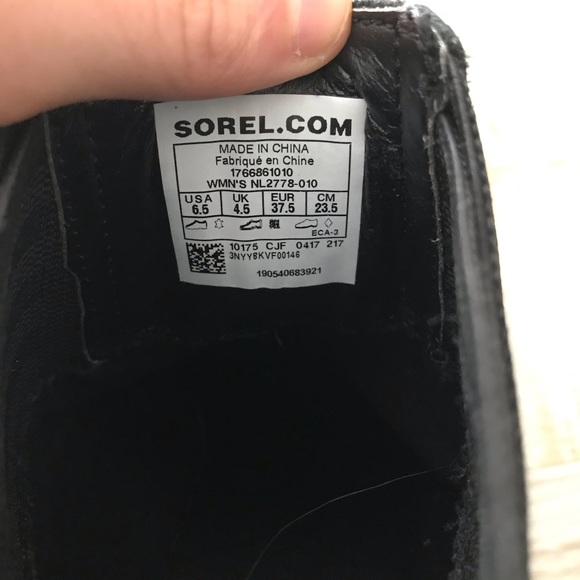 SOREL.COM
MADE IN CHINA
Fabriqué en Chine
1766861010
WMN'S NL2778-010
USA UK EUR CM
6.5 4.5 37.5 23.5
ECA-3
10175 CJF 0417 217
3NYY8KVF00146
190540683921